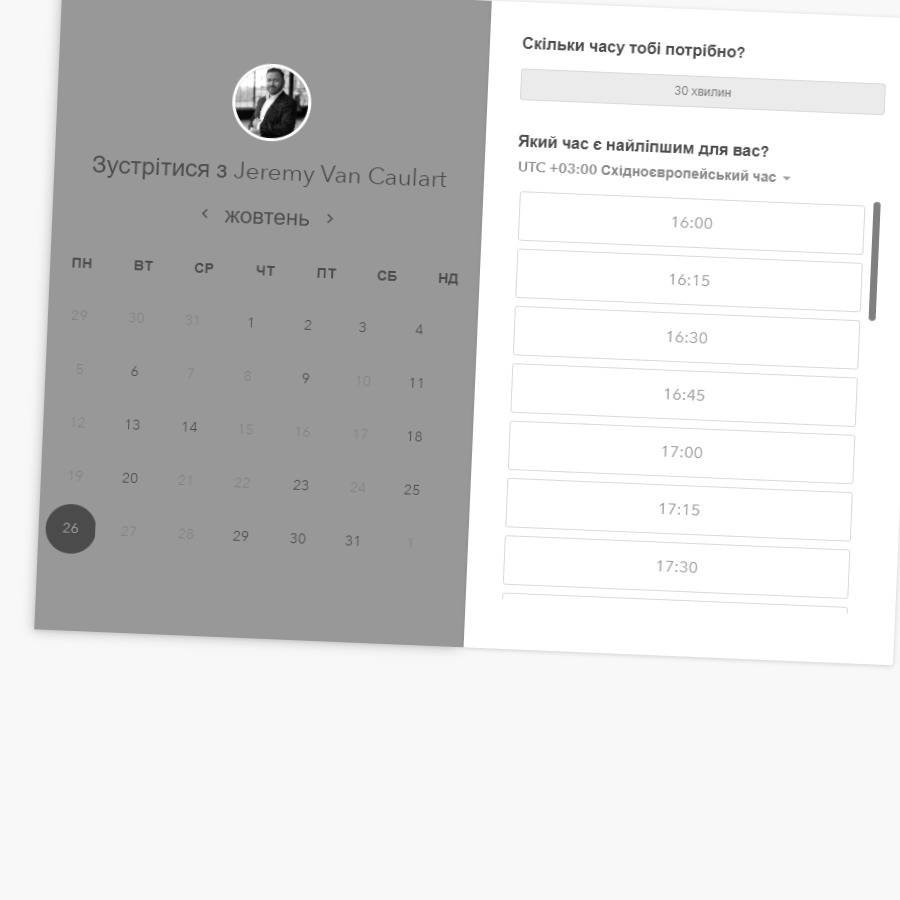 Зустрітися з Jeremy Van Caulart
жовтень
ПН ВТ СР ЧТ ПТ СБ НД
29 30 31 1 2 3 4
5 6 7 8 9 10 11
12 13 14 15 16 17 18
19 20 21 22 23 24 25
26 27 28 29 30 31 1
Скільки часу тобі потрібно?
30 хвилин
Який час є найліпшим для вас?
UTC +03:00 Східноєвропейський час
16:00
16:15
16:30
16:45
17:00
17:15
17:30